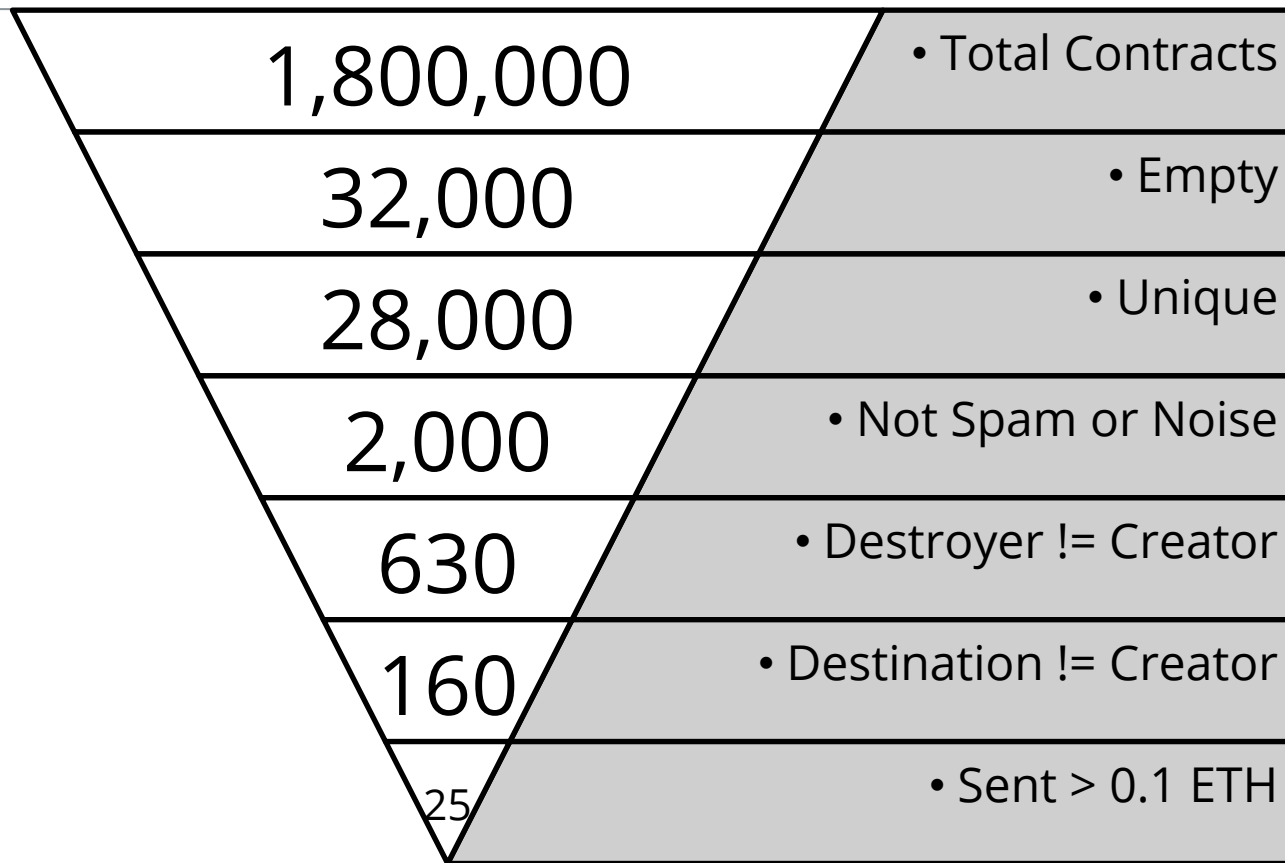 1,800,000
• Total Contracts
32,000
• Empty
28,000
• Unique
2,000
• Not Spam or Noise
630
• Destroyer != Creator
160
• Destination != Creator
25
• Sent > 0.1 ETH